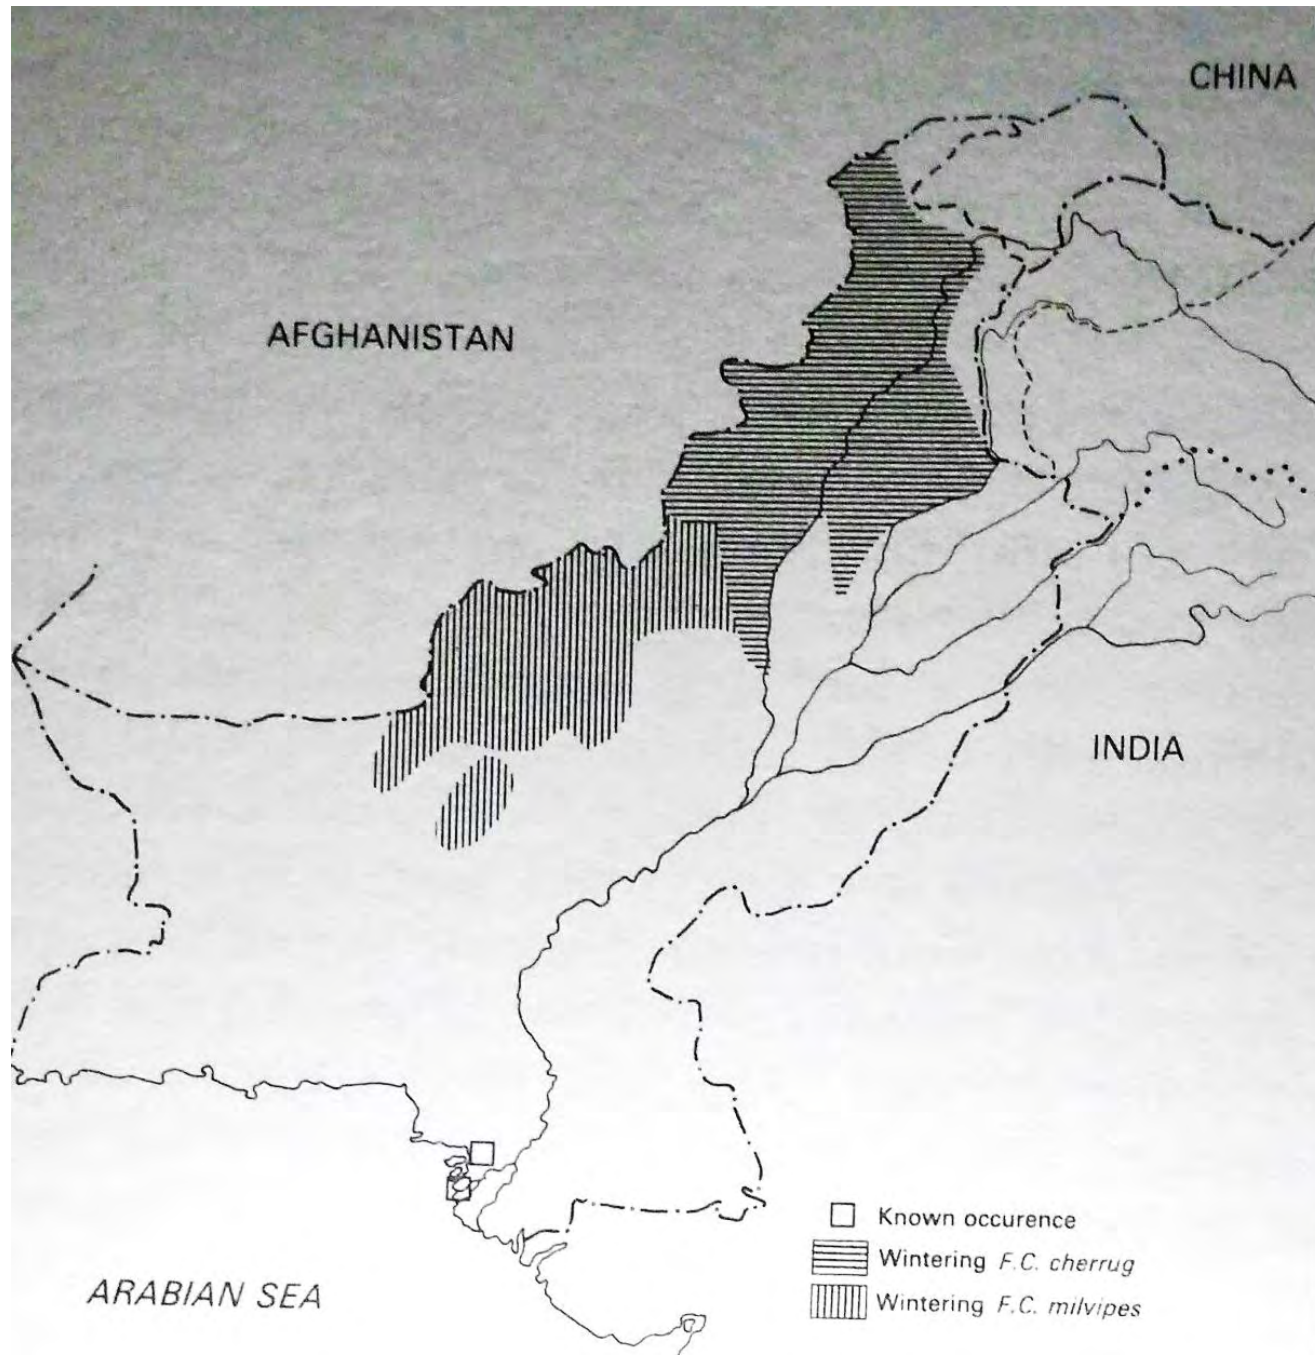 CHINA
AFGHANISTAN
INDIA
ARABIAN SEA
Known occurence
Wintering F.C. cherrug
Wintering F.C. milvipes